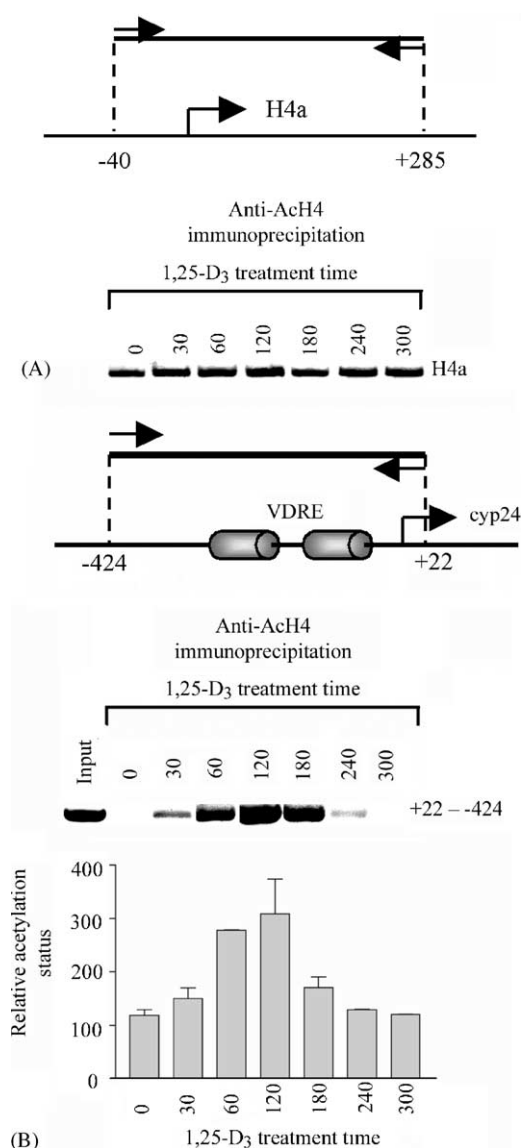 H4a
-40 +285
Anti-AcH4
immunoprecipitation
1,25-D3 treatment time
0 30 60 120 180 240 300
(A) H4a
VDRE cyp24
-424 +22
Anti-AcH4
immunoprecipitation
1,25-D3 treatment time
Input 0 30 60 120 180 240 300
+22 – -424
Relative acetylation
status
400
300
200
100
0
0 30 60 120 180 240 300
(B) 1,25-D3 treatment time